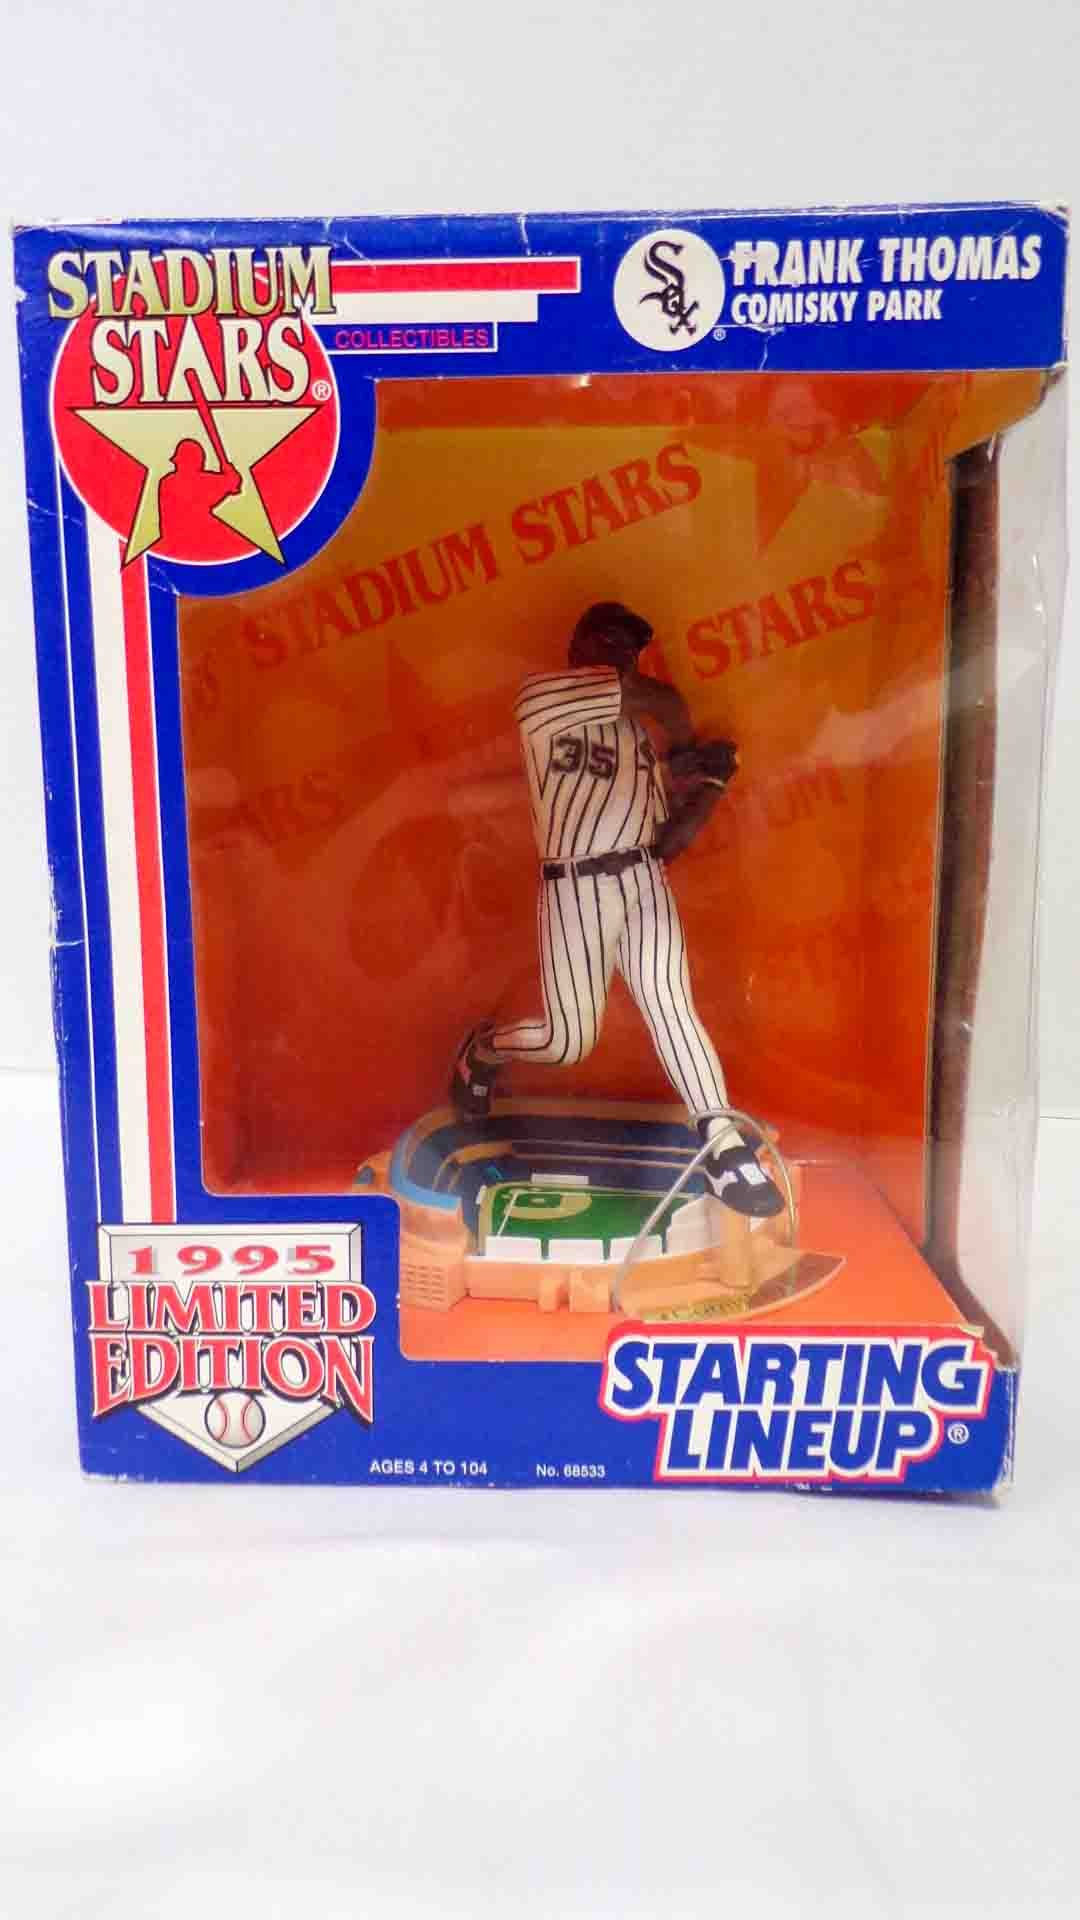 STADIUM
STARS®
COLLECTIBLES
Sox
®
FRANK THOMAS
COMISKY PARK
STADIUM STARS
STARS
35
1995
LIMITED
EDITION
AGES 4 TO 104
No. 68533
STARTING
LINEUP®